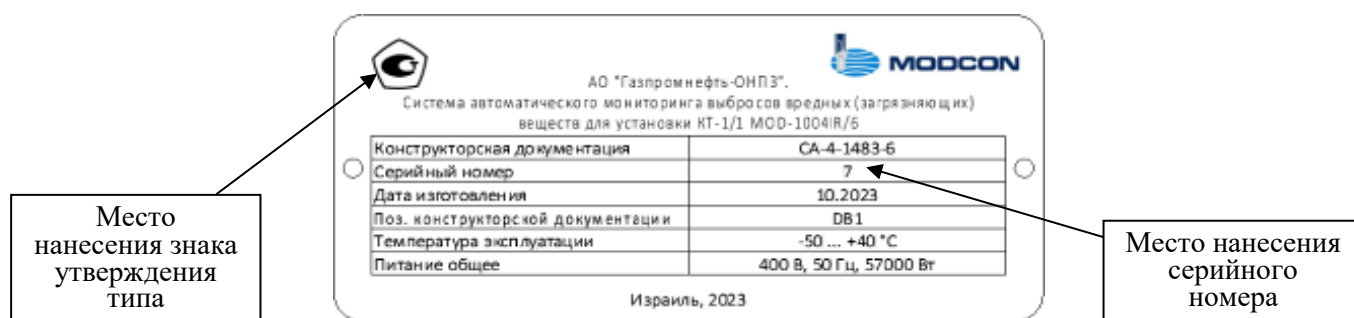 MODCON
АО "Газпромнефть-ОНПЗ".
Система автоматического мониторинга выбросов вредных (загрязняющих)
веществ для установки КТ-1/1 MOD-1004IR/6
Конструкторская документация СА-4-1483-6
Серийный номер 7
Дата изготовления 10.2023
Поз. конструкторской документации DB1
Температура эксплуатации -50 ... +40 °C
Питание общее 400 В, 50 Гц, 57000 Вт
Израиль, 2023
Место
нанесения знака
утверждения
типа
Место нанесения
серийного
номера